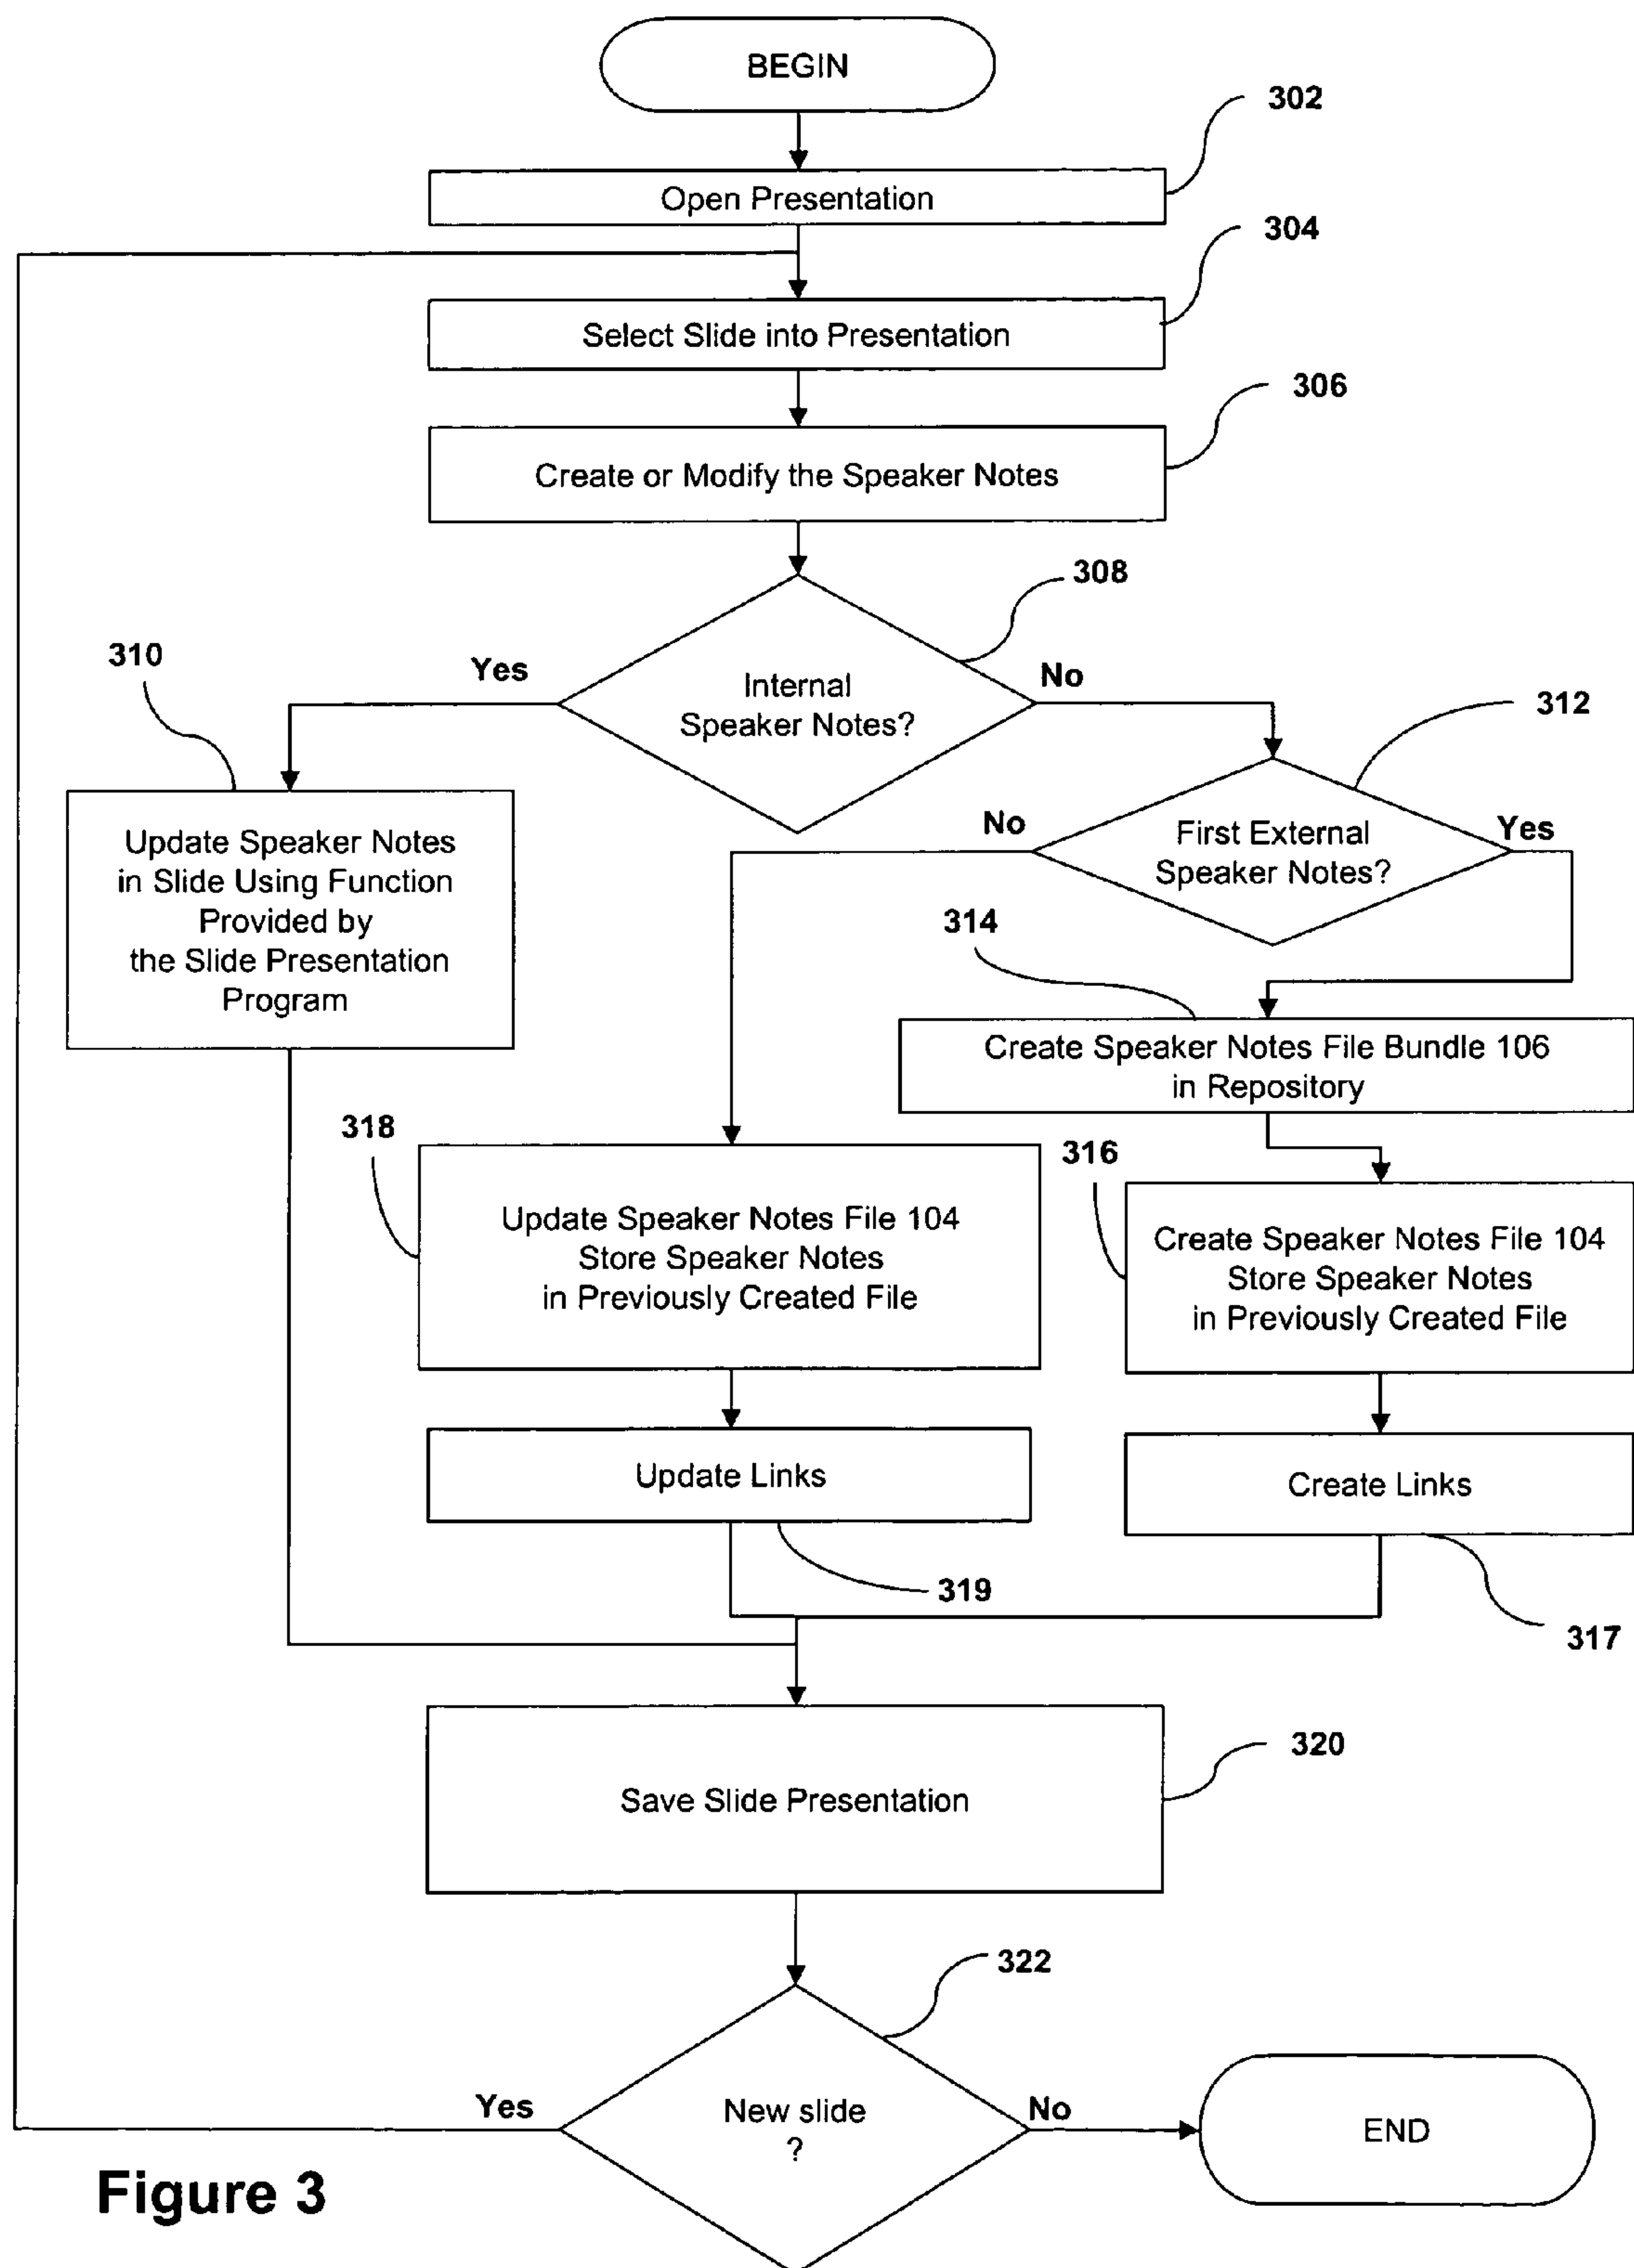 BEGIN
302
Open Presentation
304
Select Slide into Presentation
306
Create or Modify the Speaker Notes
308
Internal
Speaker Notes?
Yes
No
310
Update Speaker Notes
in Slide Using Function
Provided by
the Slide Presentation
Program
312
First External
Speaker Notes?
No
Yes
314
Create Speaker Notes File Bundle 106
in Repository
318
Update Speaker Notes File 104
Store Speaker Notes
in Previously Created File
316
Create Speaker Notes File 104
Store Speaker Notes
in Previously Created File
Update Links
319
Create Links
317
Save Slide Presentation
320
322
New slide
?
Yes
No
END
Figure 3